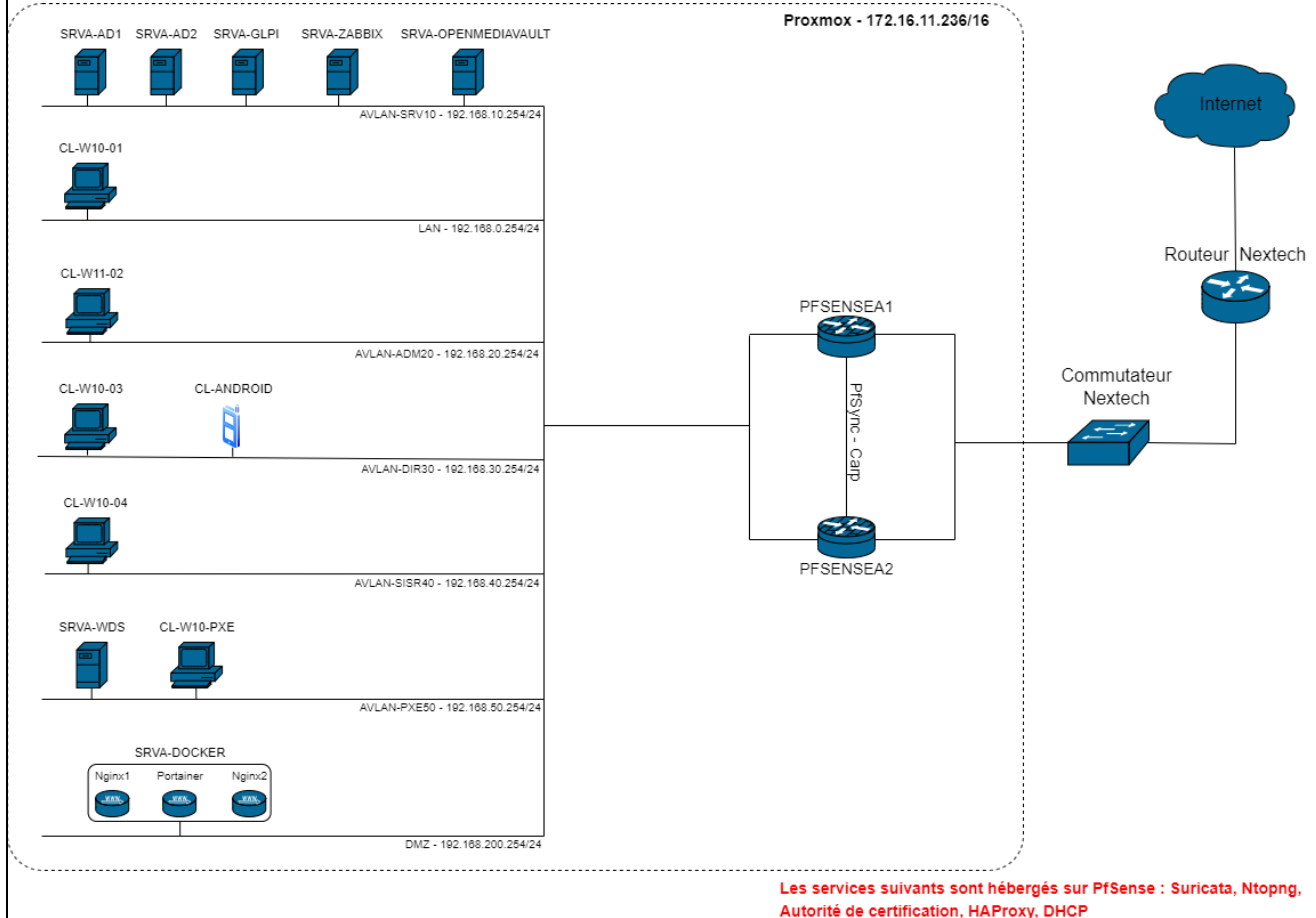 Proxmox - 172.16.11.236/16
SRVA-AD1
SRVA-AD2
SRVA-GLPI
SRVA-ZABBIX
SRVA-OPENMEDIAVAULT
AVLAN-SRV10 - 192.168.10.254/24
CL-W10-01
LAN - 192.168.0.254/24
CL-W11-02
AVLAN-ADM20 - 192.168.20.254/24
CL-W10-03
CL-ANDROID
AVLAN-DIR30 - 192.168.30.254/24
CL-W10-04
AVLAN-SISR40 - 192.168.40.254/24
SRVA-WDS
CL-W10-PXE
AVLAN-PXE50 - 192.168.50.254/24
SRVA-DOCKER
Nginx1
Portainer
Nginx2
WWW
WWW
WWW
DMZ - 192.168.200.254/24
PFSENSEA1
PfSync - Carp
PFSENSEA2
Internet
Routeur Nextech
Commutateur
Nextech
Les services suivants sont hébergés sur PfSense : Suricata, Ntopng,
Autorité de certification, HAProxy, DHCP